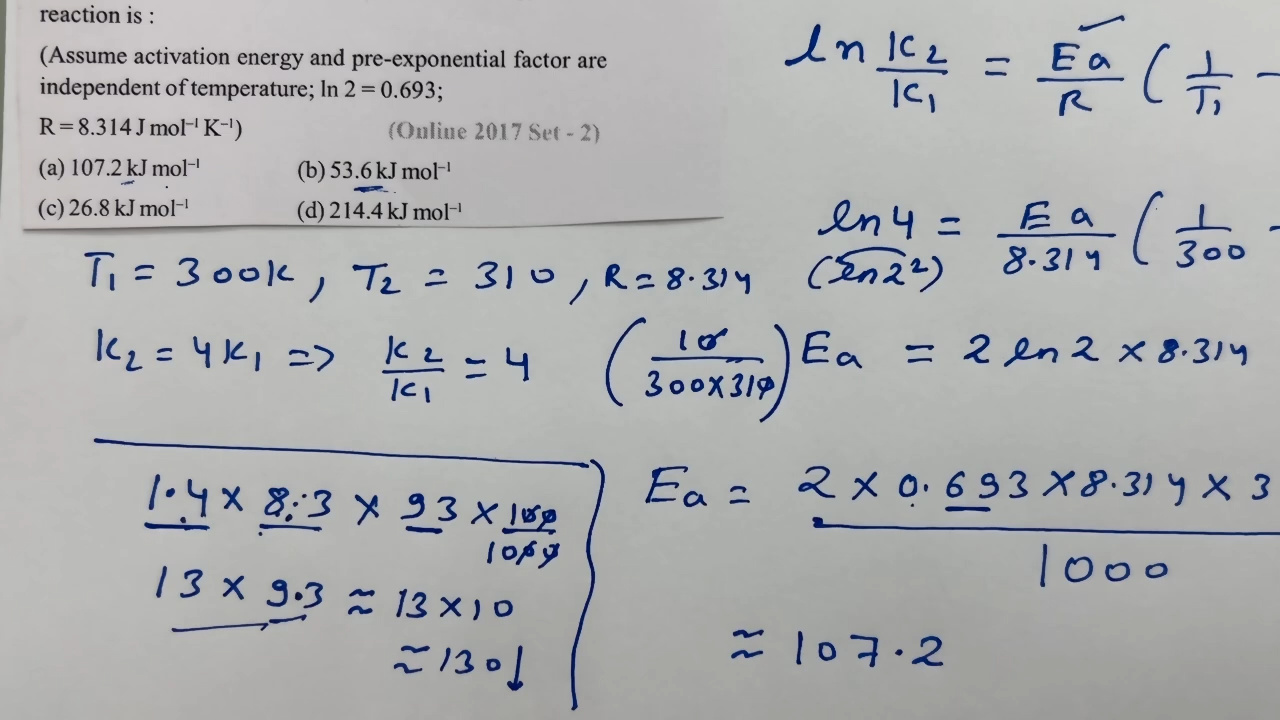 reaction is :
(Assume activation energy and pre-exponential factor are
independent of temperature; ln 2 = 0.693;
R = 8.314 J mol⁻¹ K⁻¹) (Online 2017 Set - 2)
(a) 107.2 kJ mol⁻¹ (b) 53.6 kJ mol⁻¹
(c) 26.8 kJ mol⁻¹ (d) 214.4 kJ mol⁻¹
ln K2/K1 = Ea/R ( 1/T1 -
ln4 = Ea/8.314 ( 1/300 -
(ln2²)
T1 = 300K, T2 = 310, R = 8.314
K2 = 4K1 => K2/K1 = 4
(10/300×310) Ea = 2 ln2 × 8.314
Ea = 2 × 0.693 × 8.314 × 3
1000
≈ 107.2
1.4 × 8.3 × 93 × 100/1000
13 × 9.3 ≈ 13 × 10
≈ 130↓